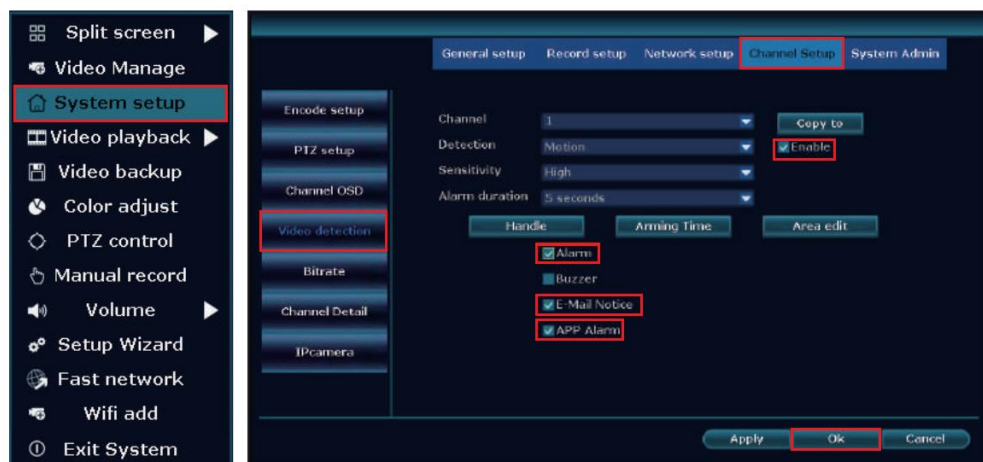 Split screen
Video Manage
System setup
Video playback
Video backup
Color adjust
PTZ control
Manual record
Volume
Setup Wizard
Fast network
Wifi add
Exit System
General setup Record setup Network setup Channel Setup System Admin
Encode setup
PTZ setup
Channel OSD
Video detection
Bitrate
Channel Detail
IPcamera
Channel 1 Copy to
Detection Motion Enable
Sensitivity High
Alarm duration 5 seconds
Handle Arming Time Area edit
Alarm
Buzzer
E-Mail Notice
APP Alarm
Apply Ok Cancel